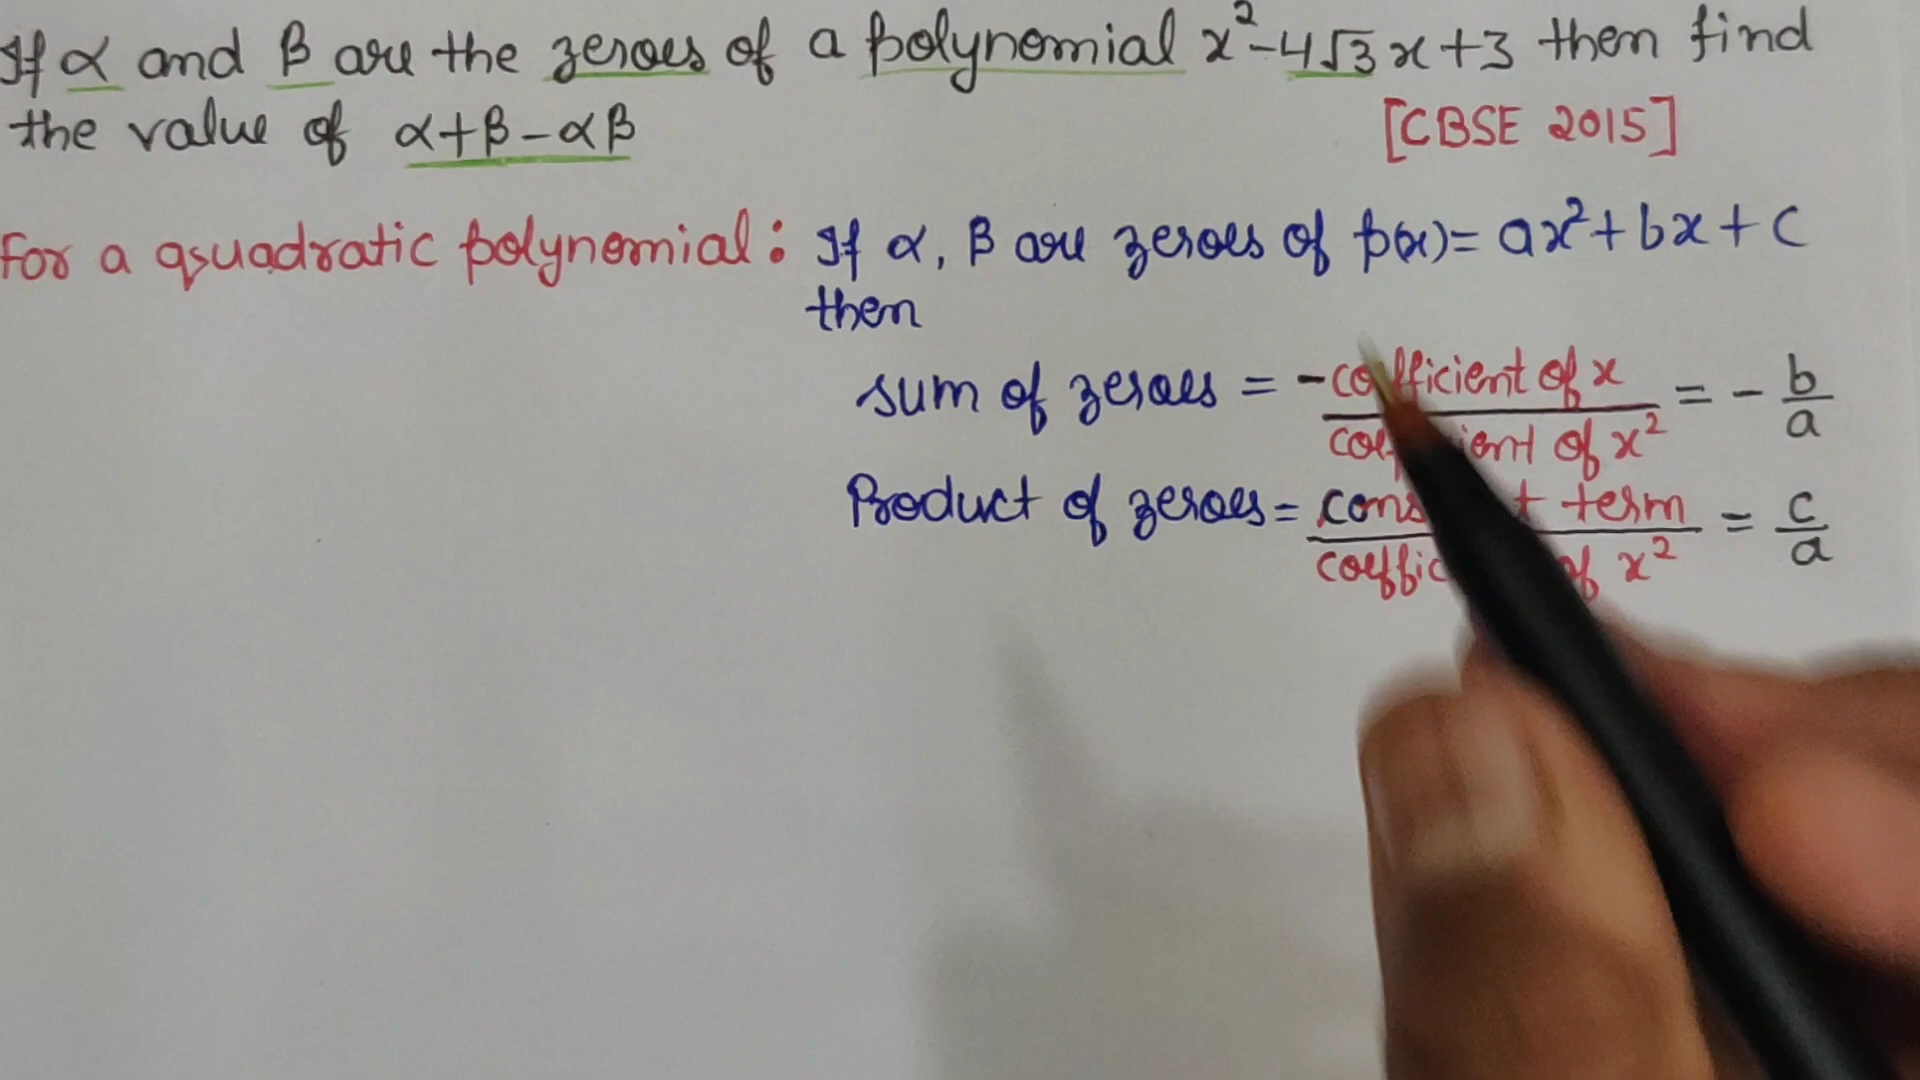 If α and β are the zeroes of a polynomial x²-4√3x+3 then find
the value of α+β-αβ [CBSE 2015]
For a quadratic polynomial: If α, β are zeroes of p(x)= ax²+bx+c
then
sum of zeroes = -coefficient of x / coefficient of x² = - b/a
Product of zeroes = constant term / coefficient of x² = c/a